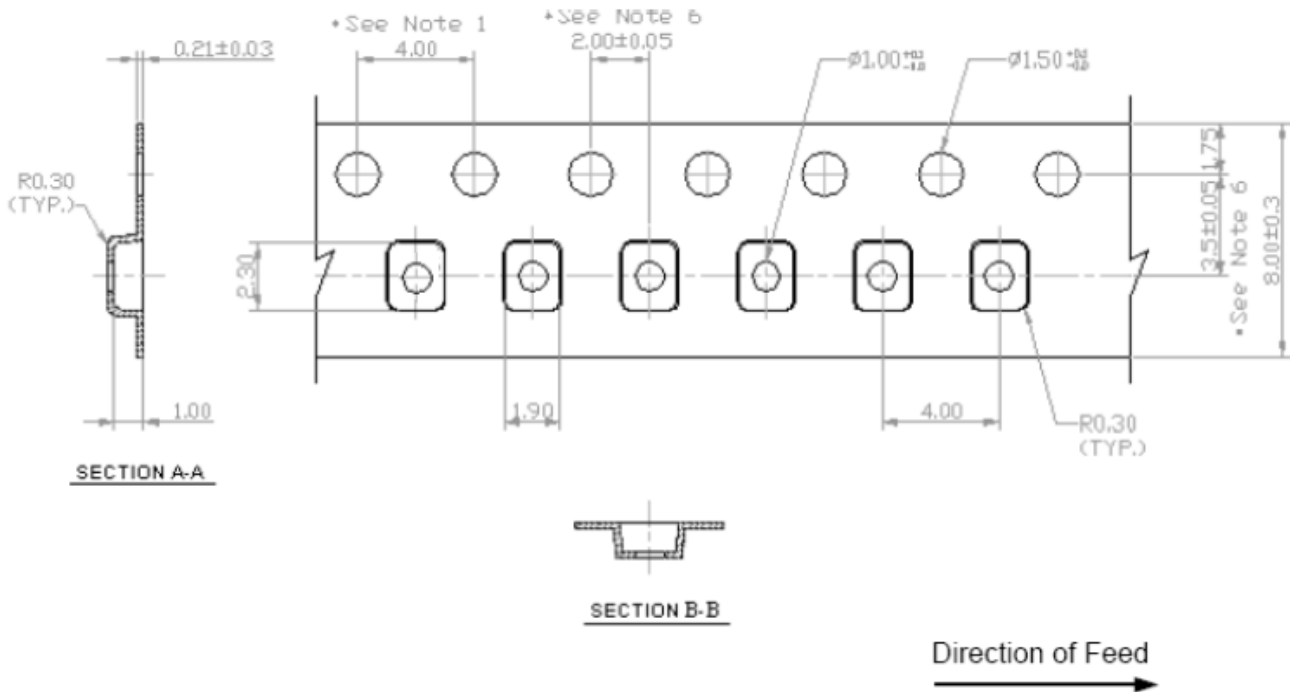 *See Note 1
*See Note 6
0.21±0.03
4.00
2.00±0.05
ø1.00
ø1.50
R0.30
(TYP.)
1.75
3.5±0.05
*See Note 6
8.00±0.3
2.30
1.00
1.90
4.00
R0.30
(TYP.)
SECTION A-A
SECTION B-B
Direction of Feed